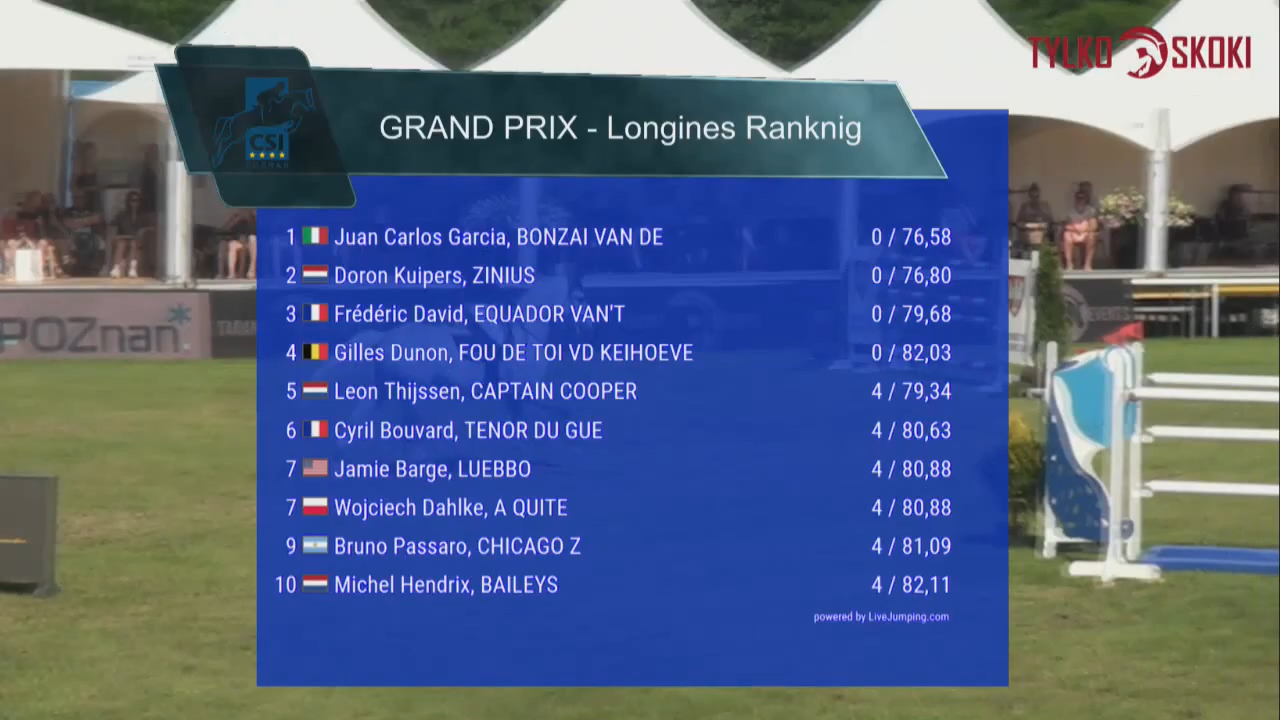 TYLKO SKOKI
CSI
GRAND PRIX - Longines Ranknig
1 Juan Carlos Garcia, BONZAI VAN DE 0 / 76,58
2 Doron Kuipers, ZINIUS 0 / 76,80
3 Frédéric David, EQUADOR VAN'T 0 / 79,68
4 Gilles Dunon, FOU DE TOI VD KEIHOEVE 0 / 82,03
5 Leon Thijssen, CAPTAIN COOPER 4 / 79,34
6 Cyril Bouvard, TENOR DU GUE 4 / 80,63
7 Jamie Barge, LUEBBO 4 / 80,88
7 Wojciech Dahlke, A QUITE 4 / 80,88
9 Bruno Passaro, CHICAGO Z 4 / 81,09
10 Michel Hendrix, BAILEYS 4 / 82,11
powered by LiveJumping.com
POZnan*